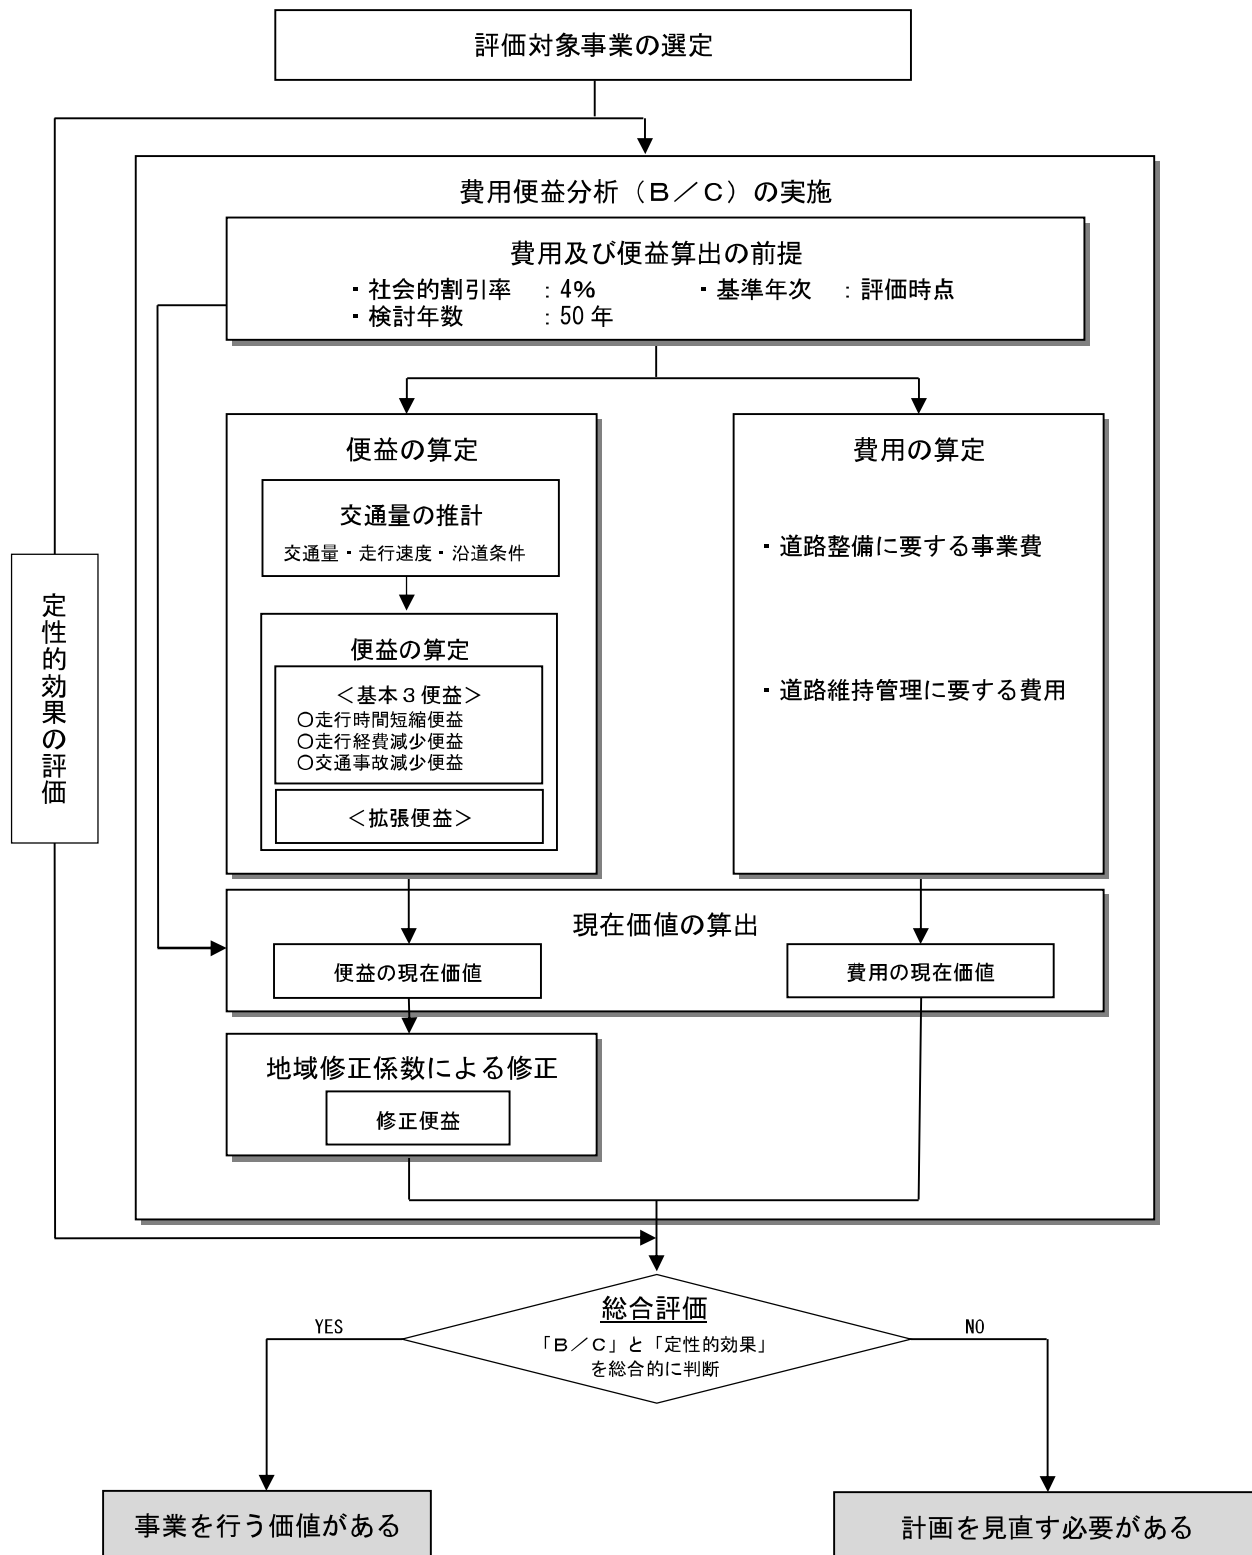 評価対象事業の選定
費用便益分析（Ｂ／Ｃ）の実施
費用及び便益算出の前提
・社会的割引率　：4%　・基準年次　：評価時点
・検討年数　：50年
便益の算定
交通量の推計
交通量・走行速度・沿道条件
便益の算定
＜基本３便益＞
○走行時間短縮便益
○走行経費減少便益
○交通事故減少便益
＜拡張便益＞
費用の算定
・道路整備に要する事業費
・道路維持管理に要する費用
定性的効果の評価
現在価値の算出
便益の現在価値
費用の現在価値
地域修正係数による修正
修正便益
総合評価
「Ｂ／Ｃ」と「定性的効果」
を総合的に判断
YES
NO
事業を行う価値がある
計画を見直す必要がある